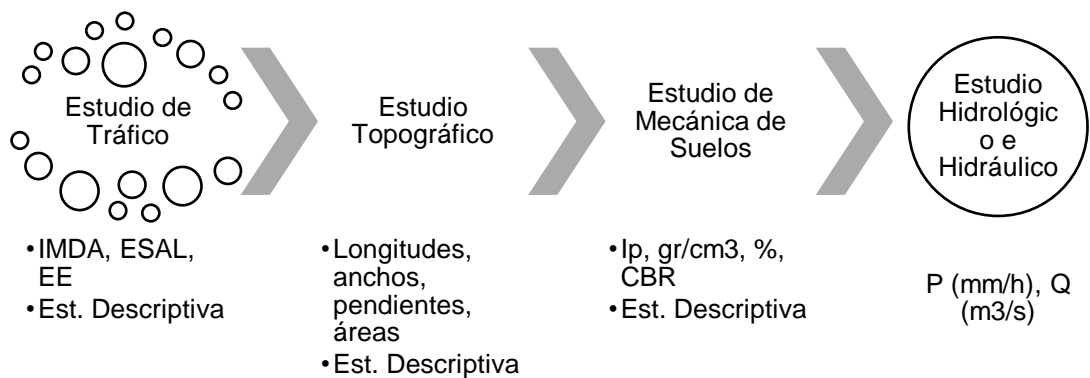 Estudio de
Tráfico
Estudio
Topográfico
Estudio de
Mecánica de
Suelos
Estudio
Hidrológic
o e
Hidráulico
•IMDA, ESAL,
EE
•Est. Descriptiva
•Longitudes,
anchos,
pendientes,
áreas
•Est. Descriptiva
•Ip, gr/cm3, %,
CBR
•Est. Descriptiva
P (mm/h), Q
(m3/s)